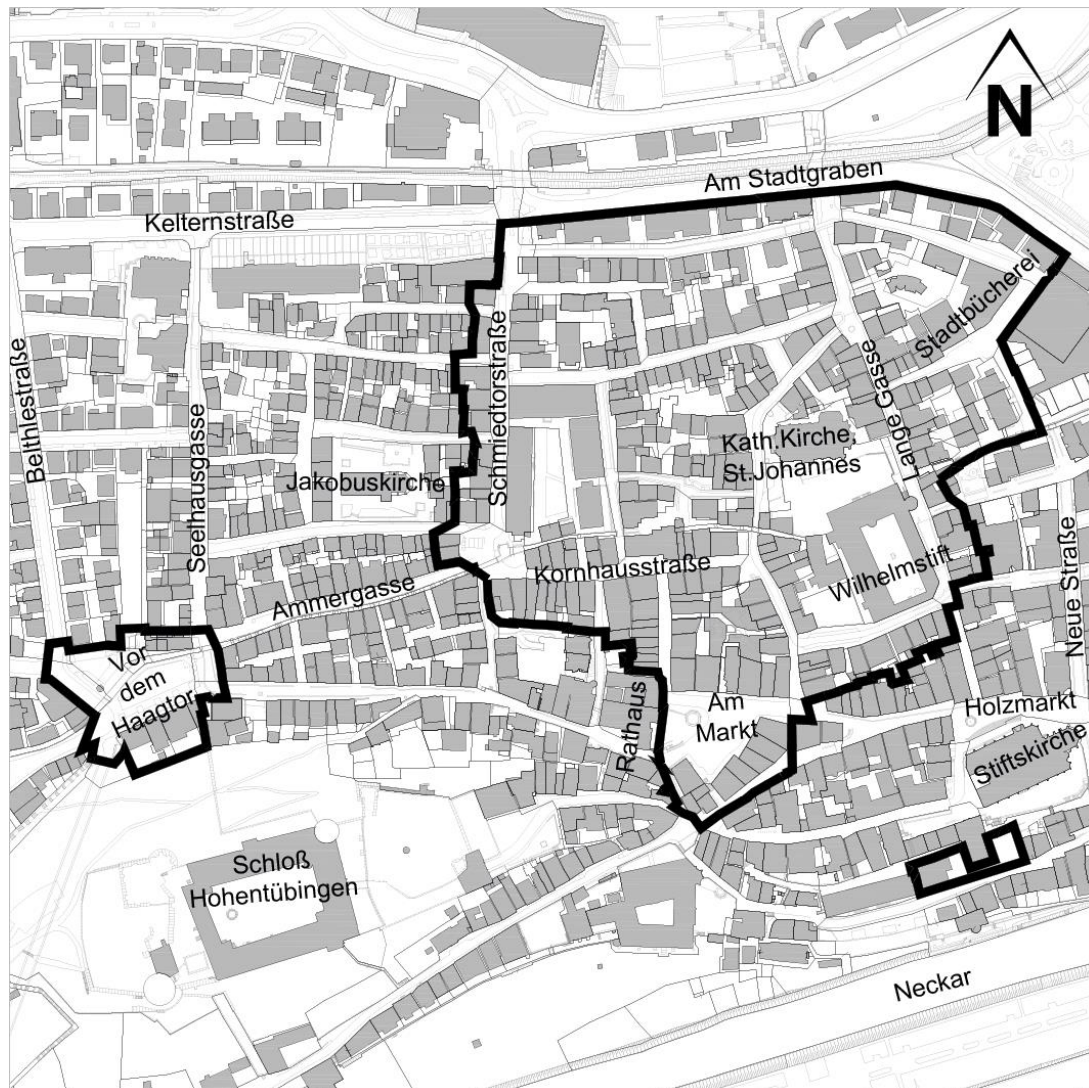 N
Am Stadtgraben
Kelternstraße
Stadtbücherei
Schmiedtorstraße
Belthlestraße
Lange Gasse
Seelhausgasse
Kath.Kirche,
St.Johannes
Jakobuskirche
Kornhausstraße
Wilhelmstift
Ammergasse
Neue Straße
Vor
dem
Haagtor
Rathaus
Am
Markt
Holzmarkt
Stiftskirche
Schloß
Hohentübingen
Neckar